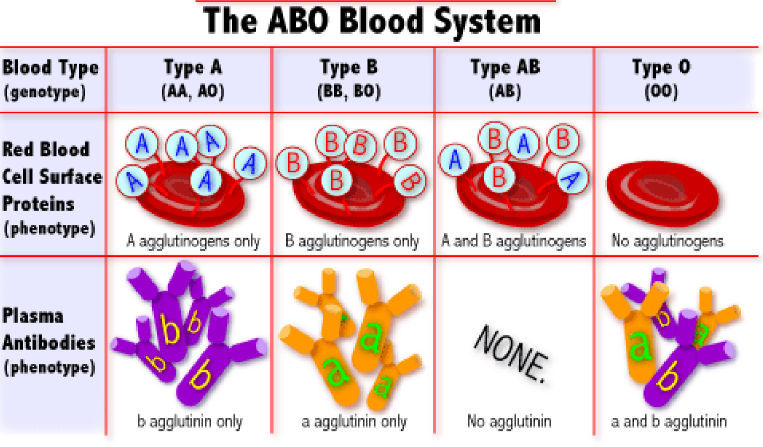 The ABO Blood System
Blood Type
(genotype)
Type A
(AA, AO)
Type B
(BB, BO)
Type AB
(AB)
Type O
(OO)
Red Blood
Cell Surface
Proteins
(phenotype)
A A A A A A
A agglutinogens only
B B B B B B
B agglutinogens only
A B A B B A
A and B agglutinogens
No agglutinogens
Plasma
Antibodies
(phenotype)
b b b b
b agglutinin only
a a a a
a agglutinin only
NONE.
No agglutinin
a b a b
a and b agglutinin